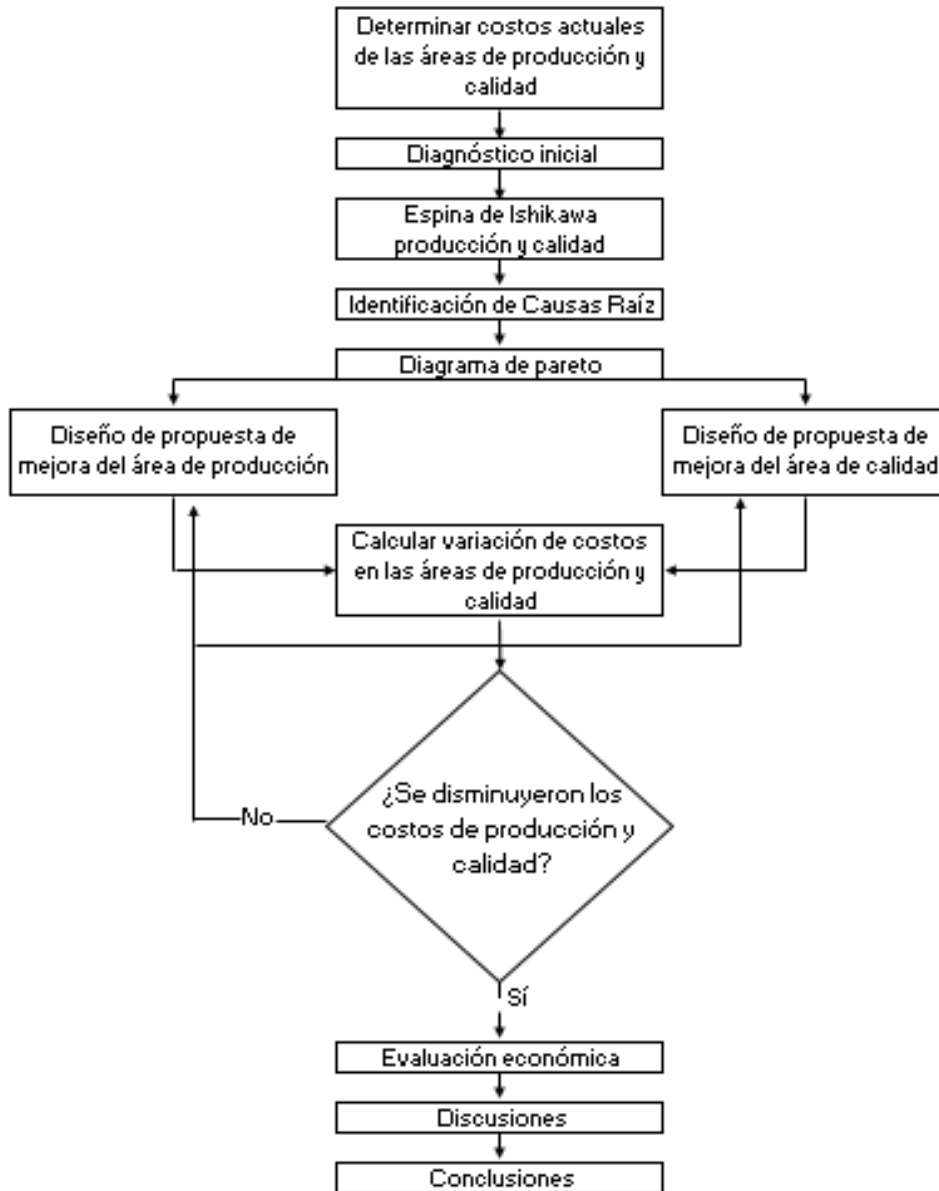 Determinar costos actuales
de las áreas de producción y
calidad
Diagnóstico inicial
Espina de Ishikawa
producción y calidad
Identificación de Causas Raíz
Diagrama de pareto
Diseño de propuesta de
mejora del área de producción
Diseño de propuesta de
mejora del área de calidad
Calcular variación de costos
en las áreas de producción y
calidad
¿Se disminuyeron los
costos de producción y
calidad?
No
Sí
Evaluación económica
Discusiones
Conclusiones